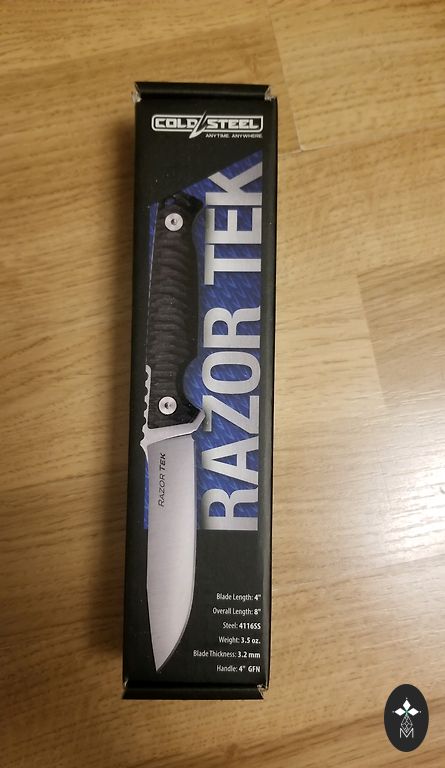 COLD STEEL
ANYTIME. ANYWHERE.
RAZOR TEK
RAZOR TEK
Blade Length: 4"
Overall Length: 8"
Steel: 4116SS
Weight: 3.5 oz.
Blade Thickness: 3.2 mm
Handle: 4" GFN
M